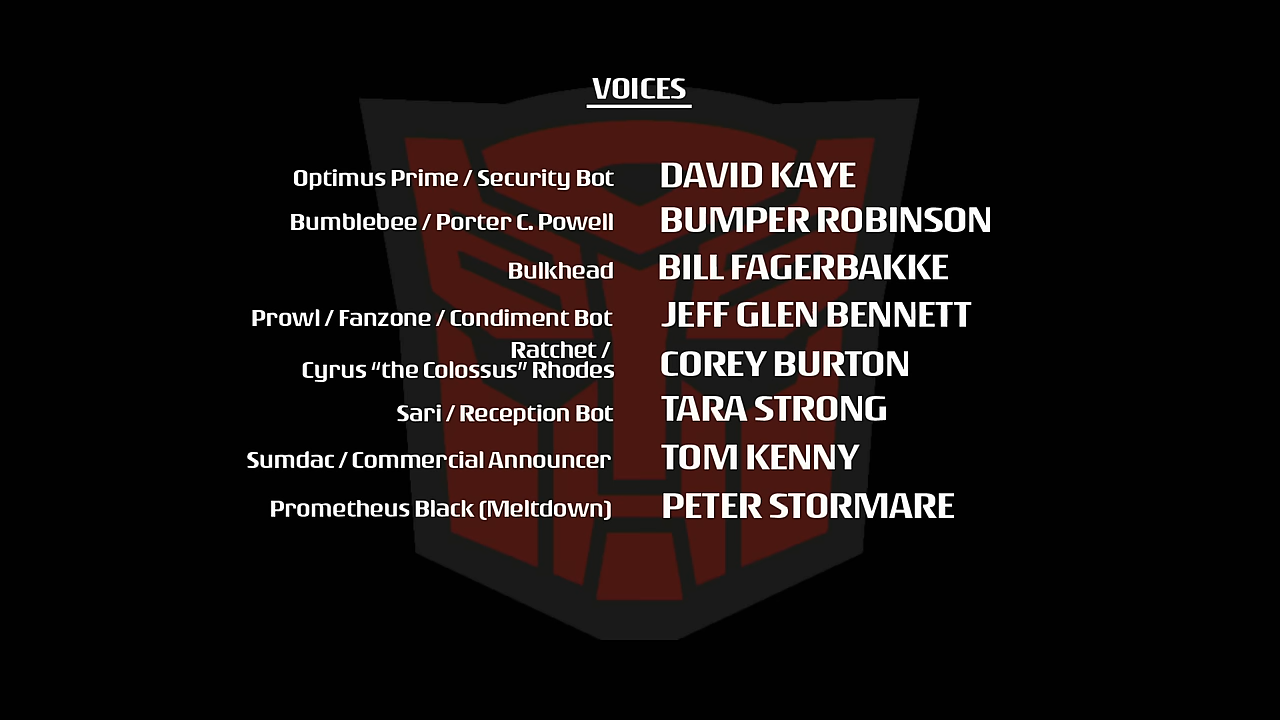 VOICES
Optimus Prime / Security Bot DAVID KAYE
Bumblebee / Porter C. Powell BUMPER ROBINSON
Bulkhead BILL FAGERBAKKE
Prowl / Fanzone / Condiment Bot JEFF GLEN BENNETT
Ratchet /
Cyrus “the Colossus” Rhodes COREY BURTON
Sari / Reception Bot TARA STRONG
Sumdac / Commercial Announcer TOM KENNY
Prometheus Black (Meltdown) PETER STORMARE